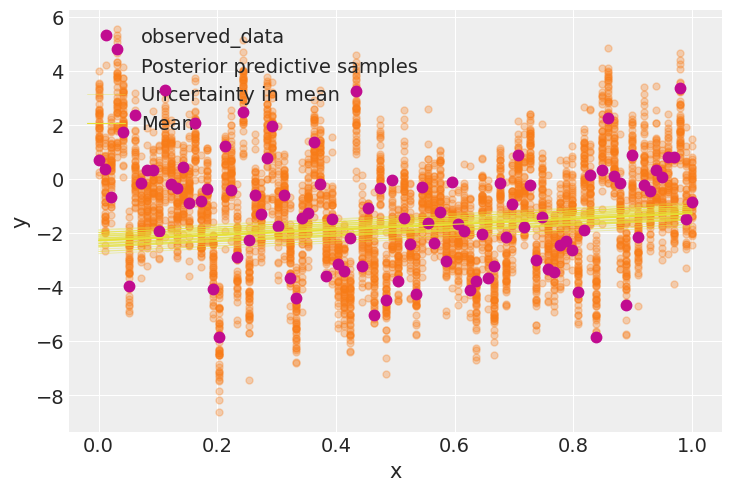 observed_data
Posterior predictive samples
Uncertainty in mean
Mean
6
4
2
0
−2
−4
−6
−8
y
0.0 0.2 0.4 0.6 0.8 1.0
x